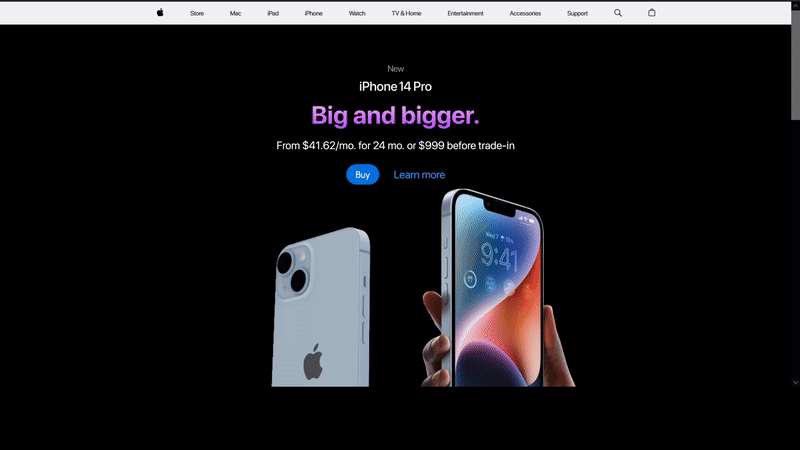 Store Mac iPad iPhone Watch TV & Home Entertainment Accessories Support
New
iPhone 14 Pro
Big and bigger.
From $41.62/mo. for 24 mo. or $999 before trade-in
Buy Learn more
9:41